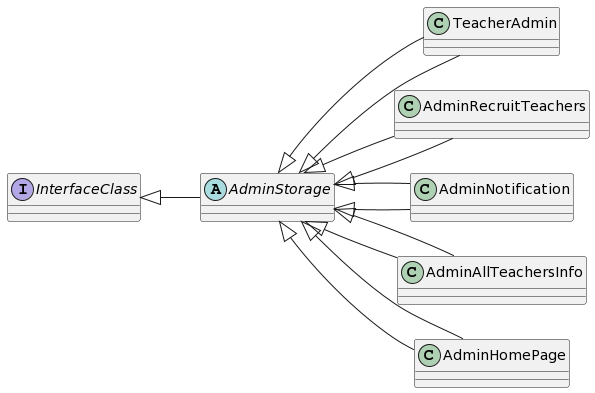 C TeacherAdmin
C AdminRecruitTeachers
I InterfaceClass
A AdminStorage
C AdminNotification
C AdminAllTeachersInfo
C AdminHomePage